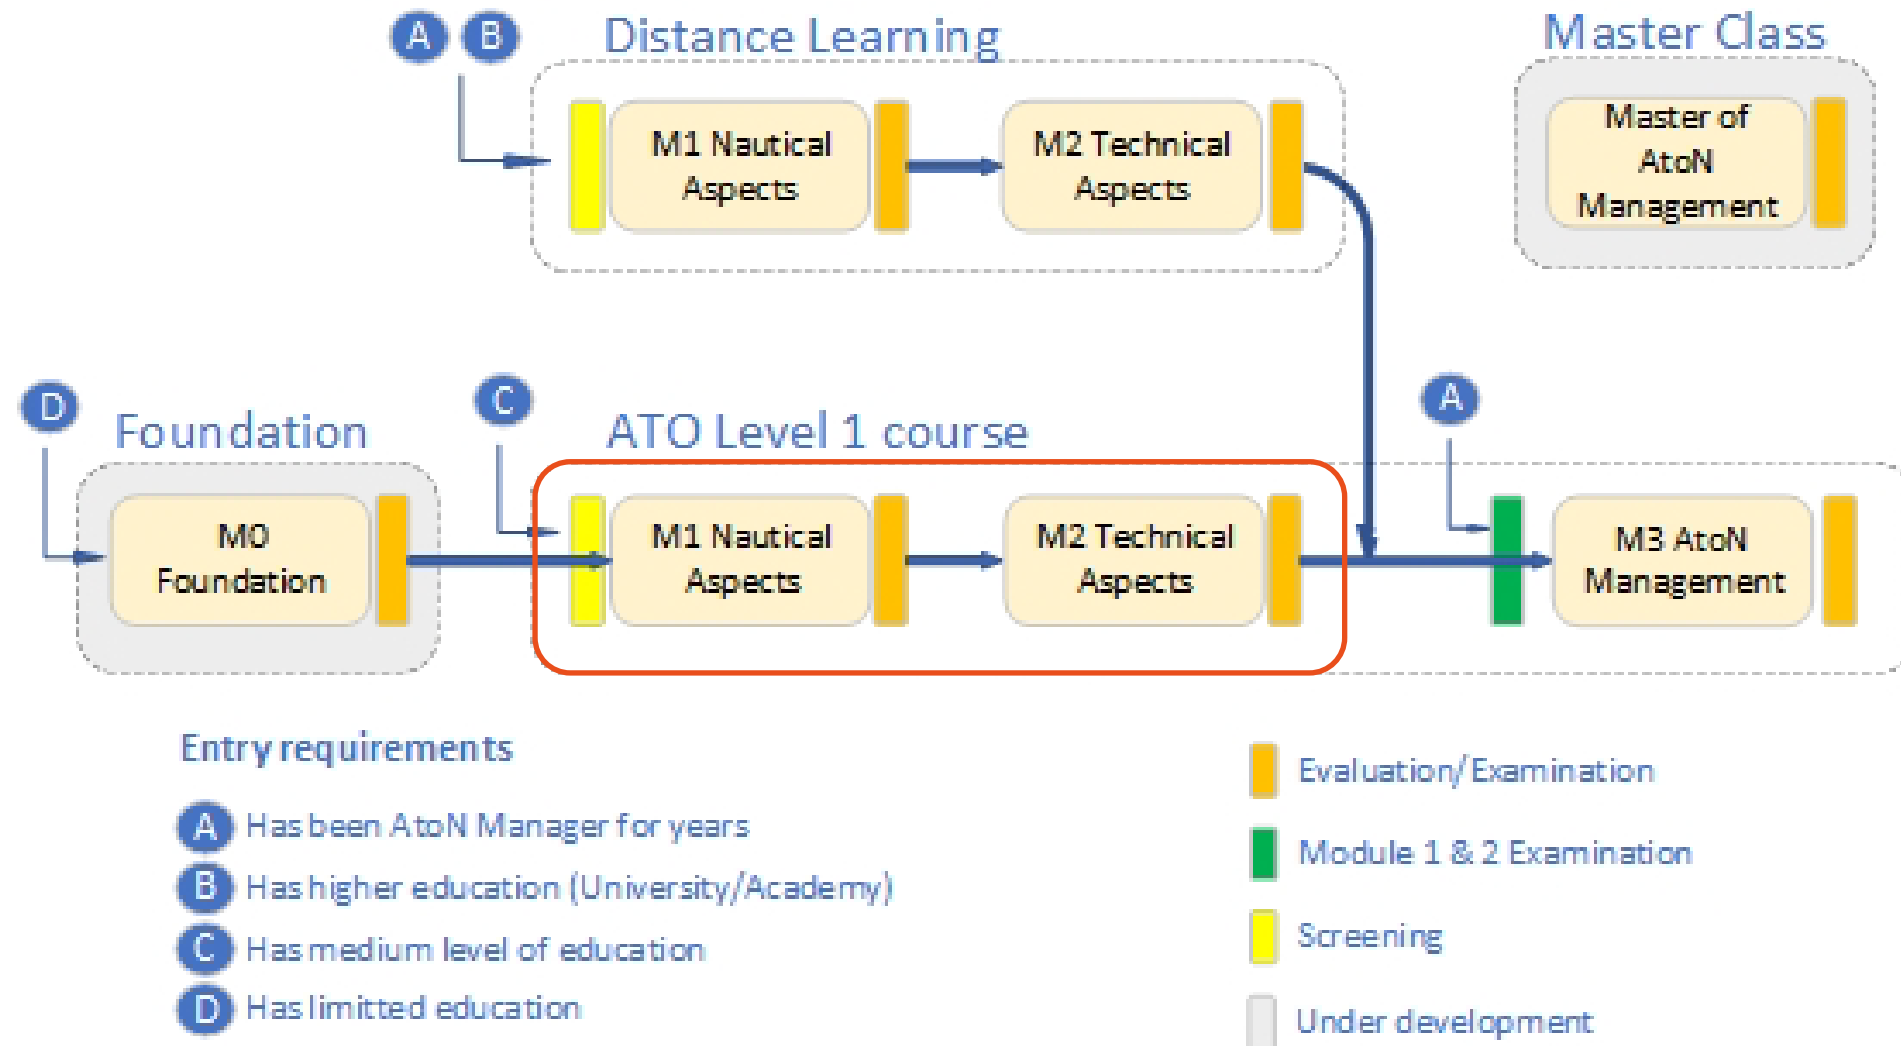 A B
Distance Learning
Master Class
M1 Nautical
Aspects
M2 Technical
Aspects
Master of
AtoN
Management
D
Foundation
C
ATO Level 1 course
A
M0
Foundation
M1 Nautical
Aspects
M2 Technical
Aspects
M3 AtoN
Management
Entry requirements
A Has been AtoN Manager for years
B Has higher education (University/Academy)
C Has medium level of education
D Has limitted education
Evaluation/Examination
Module 1 & 2 Examination
Screening
Under development